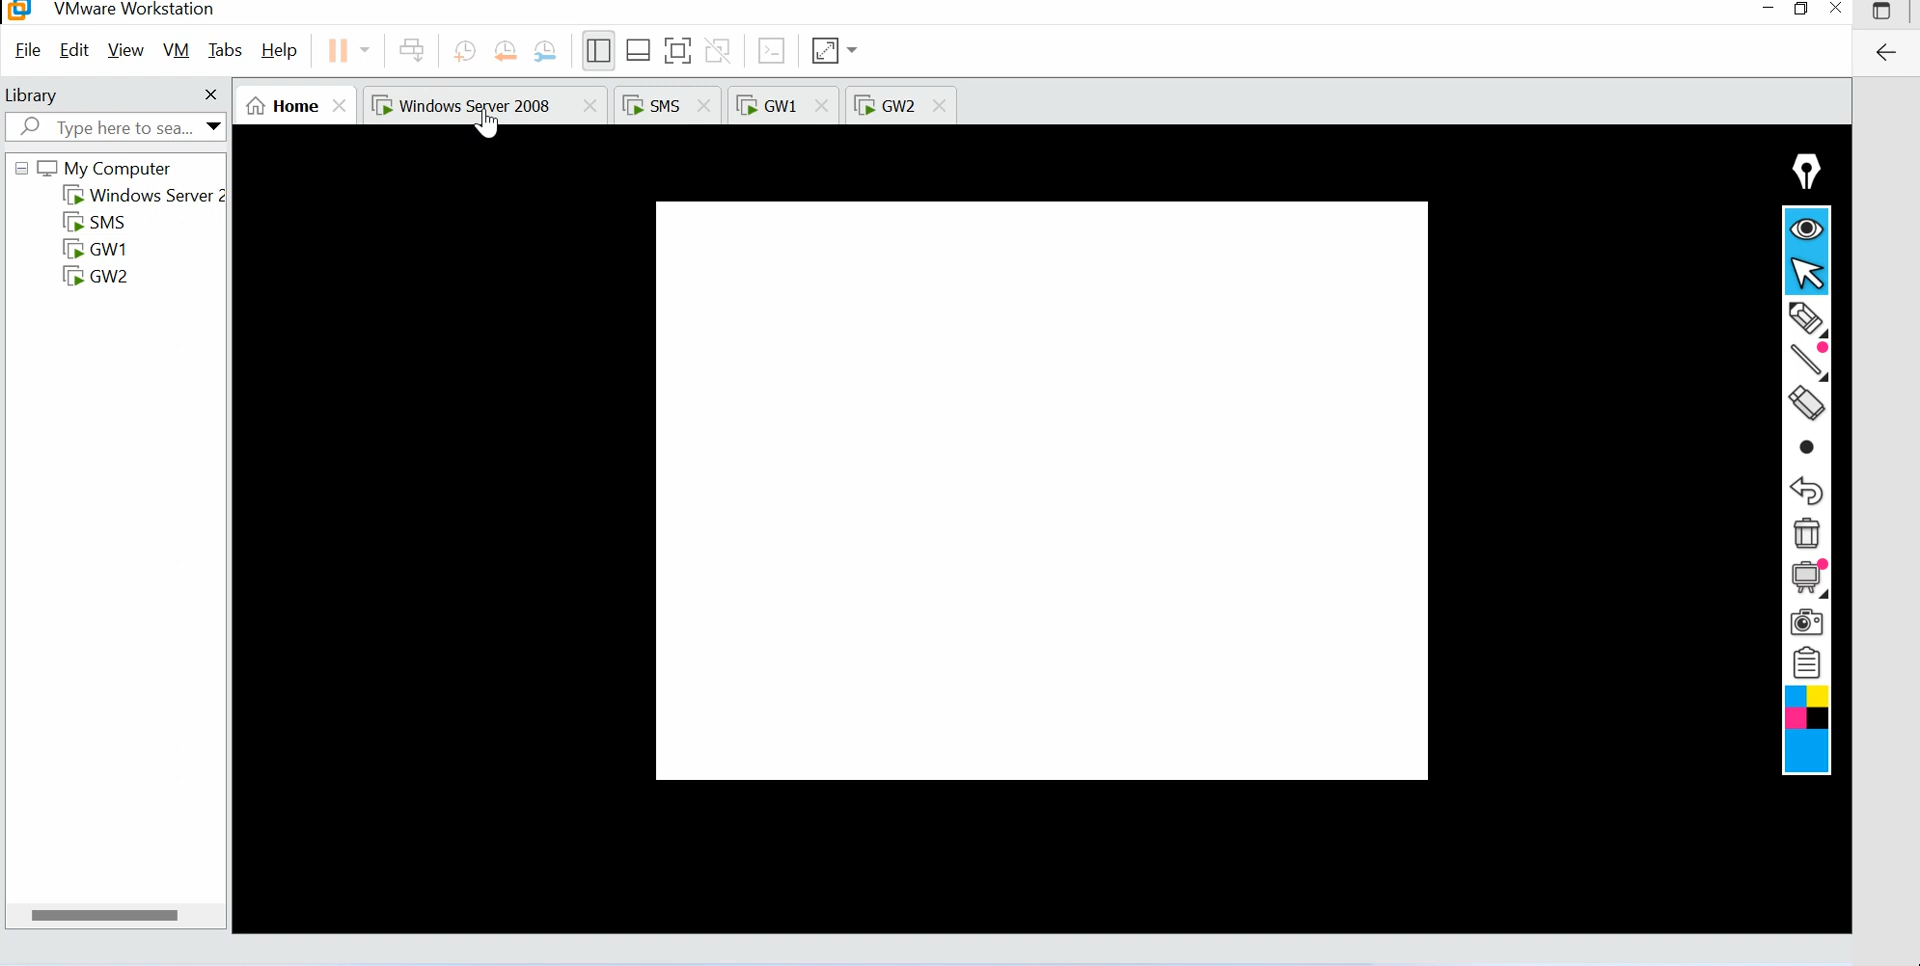 VMware Workstation
File Edit View VM Tabs Help
Library
Home Windows Server 2008 SMS GW1 GW2
Type here to sea...
My Computer
Windows Server 2
SMS
GW1
GW2